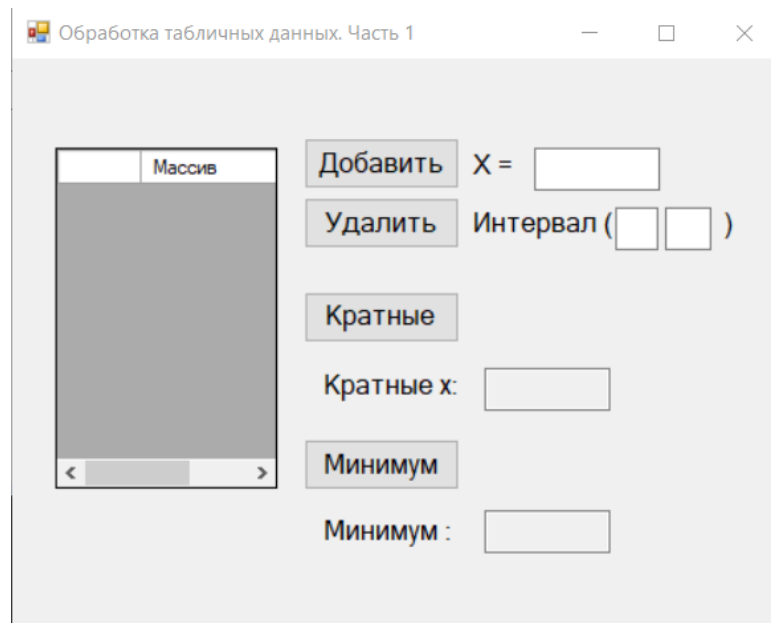 Обработка табличных данных. Часть 1
Массив
Добавить X =
Удалить Интервал ( )
Кратные
Кратные x:
Минимум
Минимум :